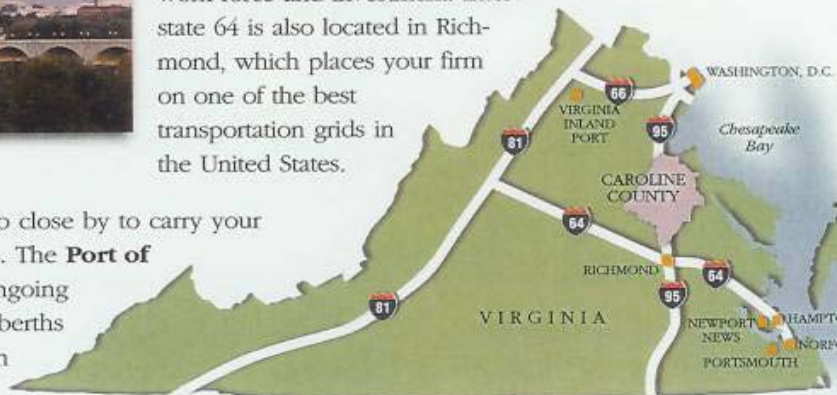 state 64 is also located in Rich-
mond, which places your firm
on one of the best
transportation grids in
the United States.
close by to carry your
The Port of
berths
WASHINGTON, D.C.
66
VIRGINIA
INLAND
PORT
95
81
Chesapeake
Bay
CAROLINE
COUNTY
64
RICHMOND
64
95
81
VIRGINIA
NEWPORT
NEWS
PORTSMOUTH